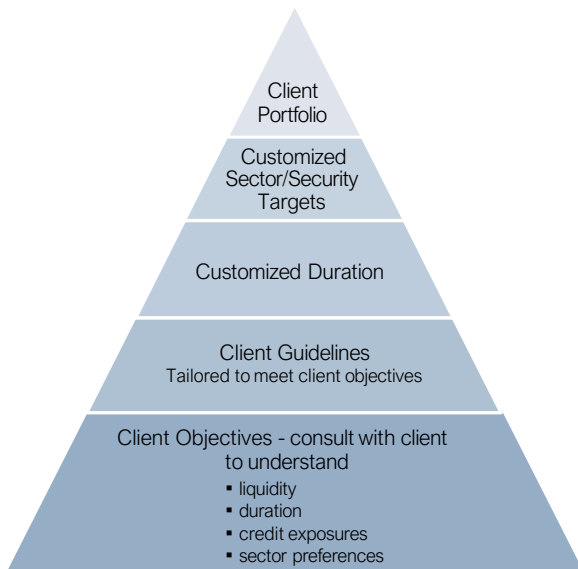 Client
Portfolio
Customized
Sector/Security
Targets
Customized Duration
Client Guidelines
Tailored to meet client objectives
Client Objectives - consult with client
to understand
▪ liquidity
▪ duration
▪ credit exposures
▪ sector preferences